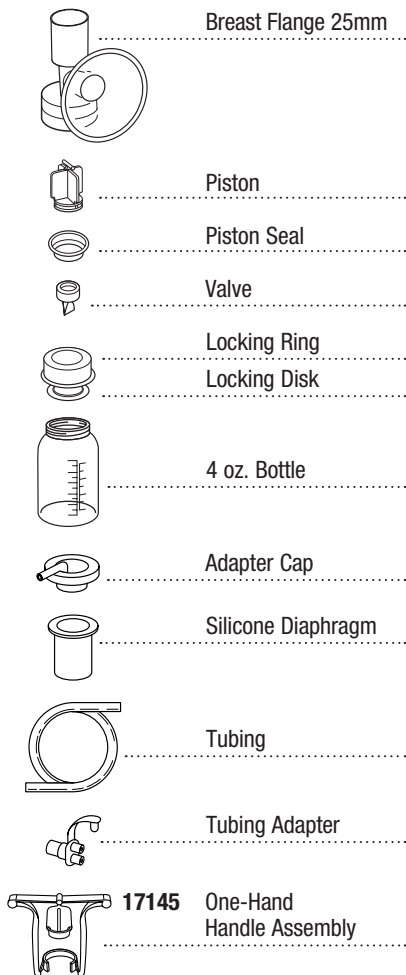 Breast Flange 25mm
Piston
Piston Seal
Valve
Locking Ring
Locking Disk
4 oz. Bottle
Adapter Cap
Silicone Diaphragm
Tubing
Tubing Adapter
17145 One-Hand
Handle Assembly